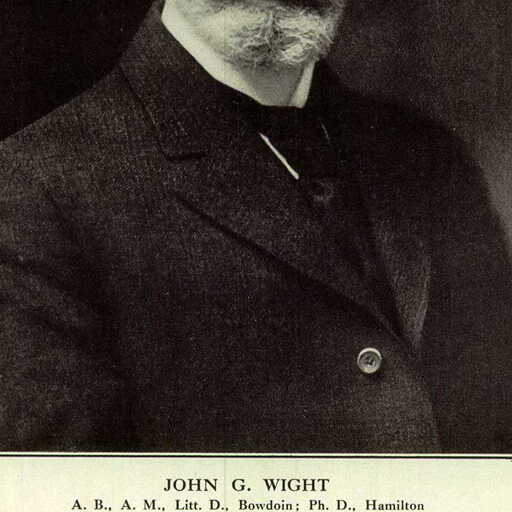 JOHN G. WIGHT
A. B., A. M., Litt. D., Bowdoin; Ph. D., Hamilton